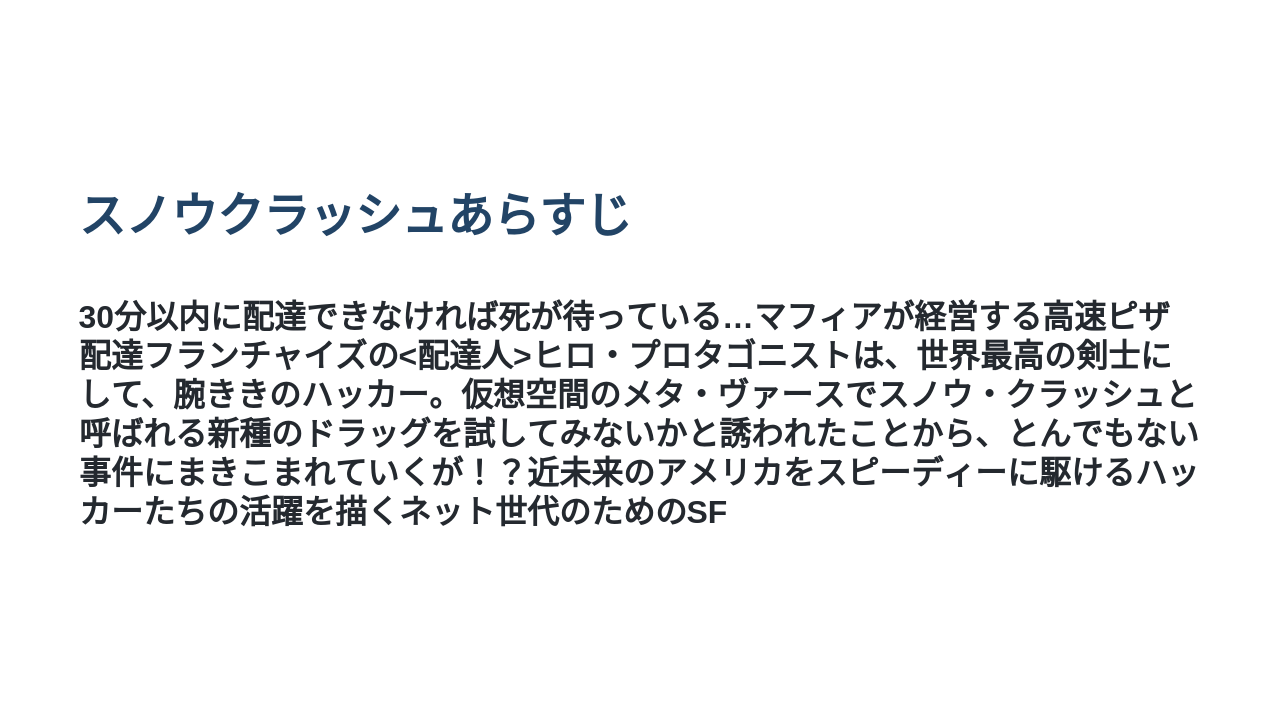 スノウクラッシュあらすじ
30分以内に配達できなければ死が待っている…マフィアが経営する高速ピザ
配達フランチャイズの<配達人>ヒロ・プロタゴニストは、世界最高の剣士に
して、腕ききのハッカー。仮想空間のメタ・ヴァースでスノウ・クラッシュと
呼ばれる新種のドラッグを試してみないかと誘われたことから、とんでもない
事件にまきこまれていくが！？近未来のアメリカをスピーディーに駆けるハッ
カーたちの活躍を描くネット世代のためのSF